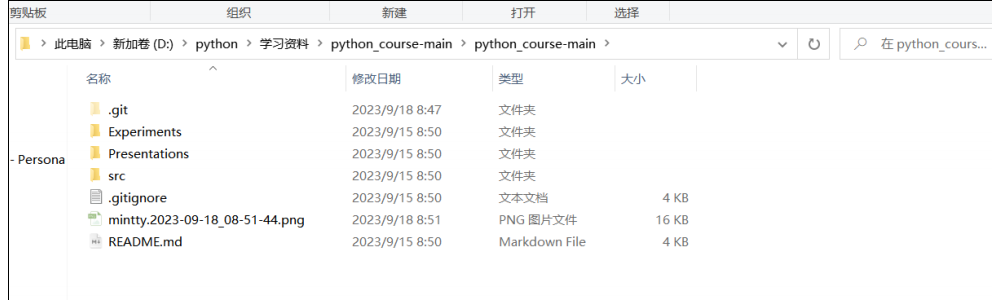 剪贴板 组织 新建 打开 选择
此电脑 > 新加卷 (D:) > python > 学习资料 > python_course-main > python_course-main > 在 python_cours...
名称 修改日期 类型 大小
.git 2023/9/18 8:47 文件夹
Experiments 2023/9/15 8:50 文件夹
Presentations 2023/9/15 8:50 文件夹
- Persona
src 2023/9/15 8:50 文件夹
.gitignore 2023/9/15 8:50 文本文档 4 KB
mintty.2023-09-18_08-51-44.png 2023/9/18 8:51 PNG 图片文件 16 KB
README.md 2023/9/15 8:50 Markdown File 4 KB